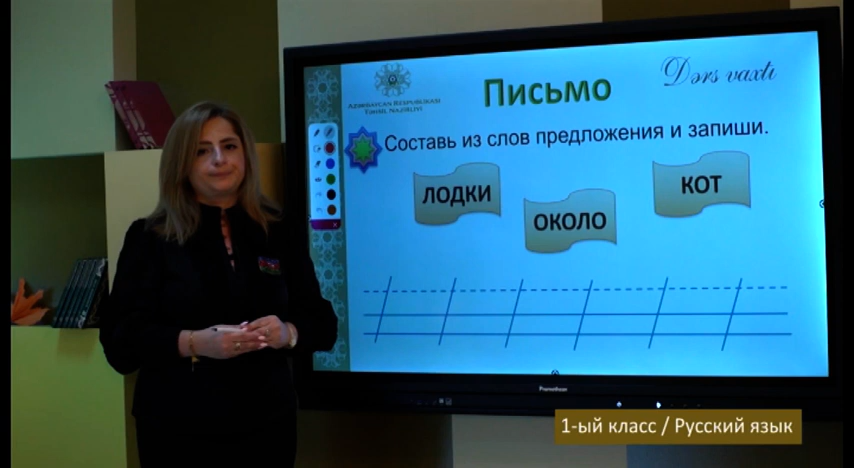 AZƏRBAYCAN RESPUBLİKASI
TƏHSİL NAZİRLİYİ
Письмо
Dərs vaxtı
Составь из слов предложения и запиши.
ЛОДКИ
ОКОЛО
КОТ
Promethean
1-ый класс / Русский язык